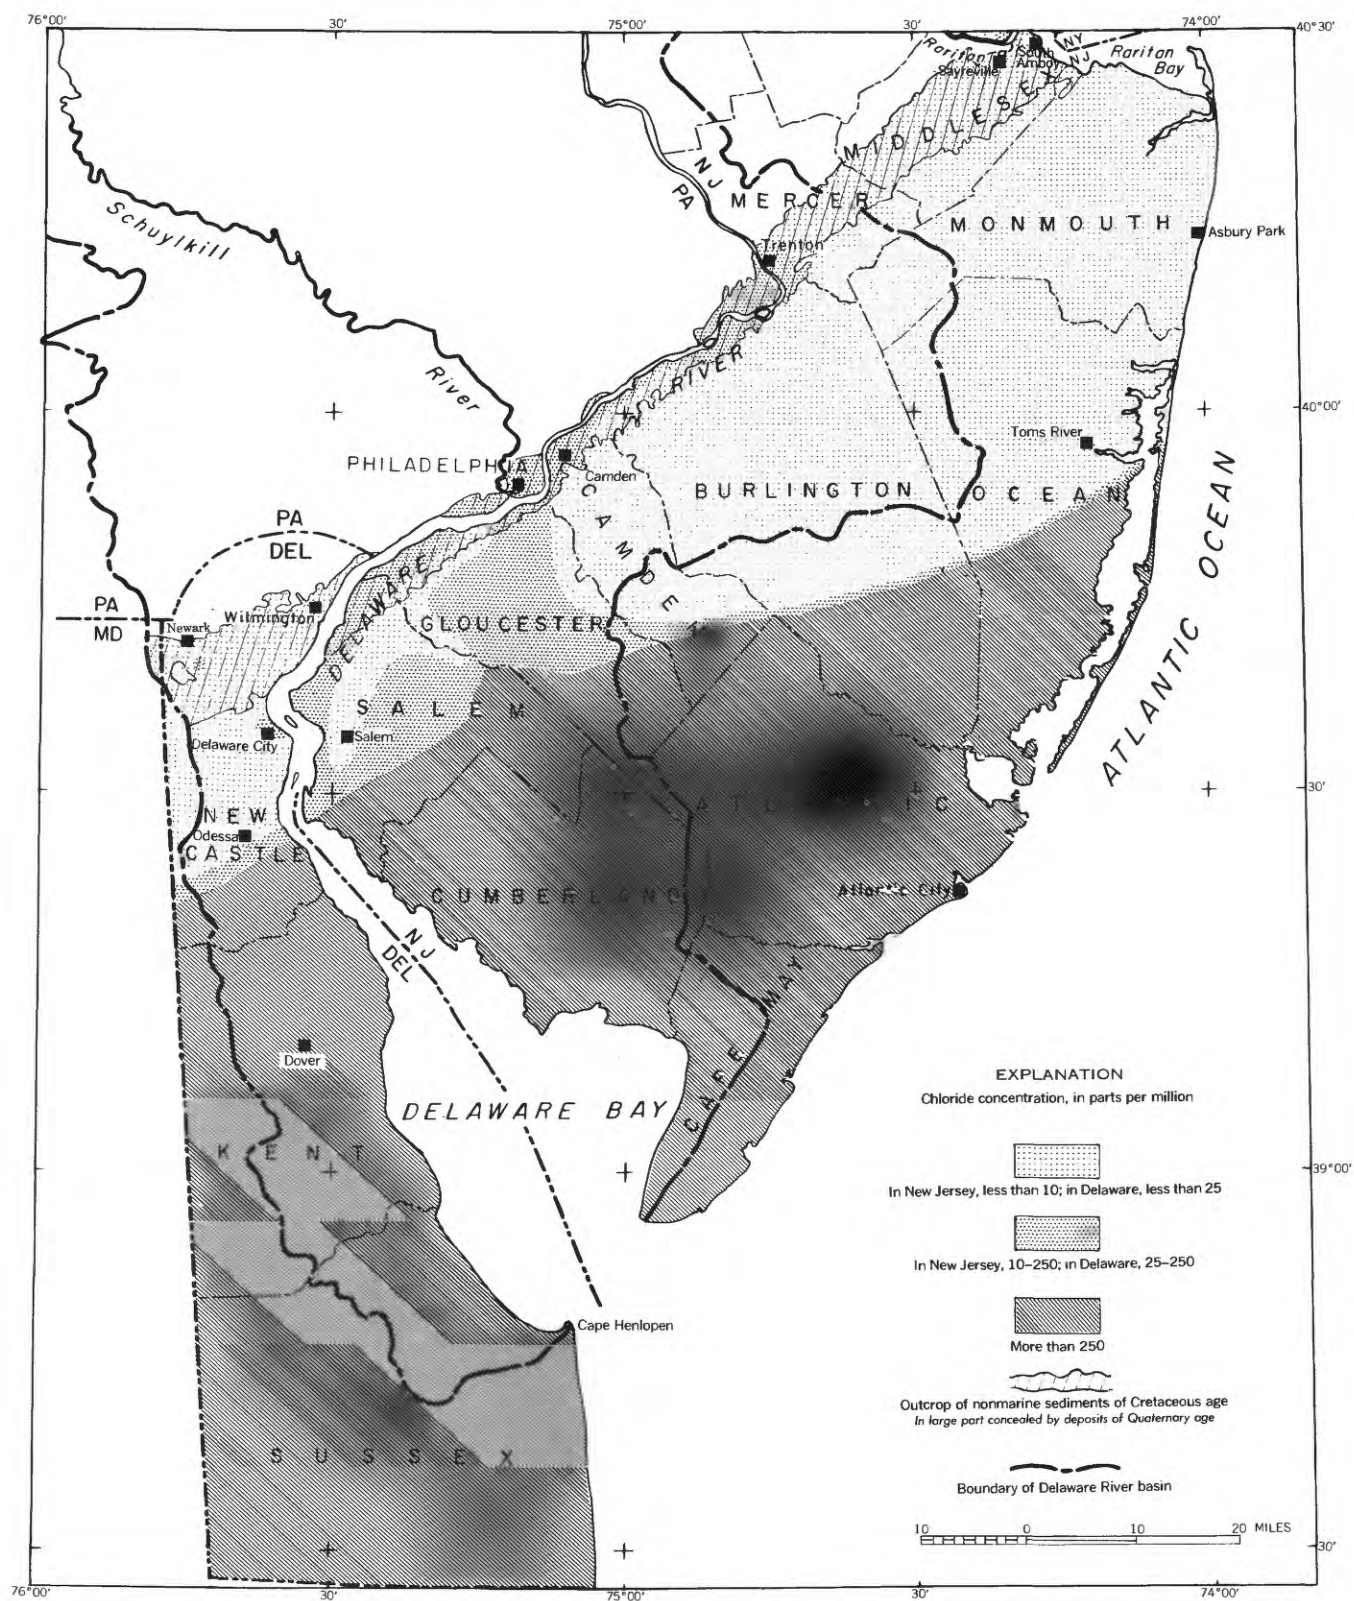 76°00' 30' 75°00' 30' 74°00' 40°30'
Raritan R
South Amboy
NY
NJ
Raritan Bay
Sayreville
MIDDLESEX
NJ
PA
MERCER
MONMOUTH
Asbury Park
Schuylkill
River
Trenton
RIVER
40°00'
Toms River
PHILADELPHIA
Camden
BURLINGTON
OCEAN
CAMDEN
PA
DEL
DELAWARE
ATLANTIC OCEAN
PA
MD
Wilmington
Newark
GLOUCESTER
SALEM
Salem
Delaware City
30'
NEW CASTLE
Odessa
ATLANTIC
CUMBERLAND
Atlantic City
NJ
DEL
CAPE MAY
Dover
DELAWARE BAY
KENT
39°00'
Cape Henlopen
SUSSEX
EXPLANATION
Chloride concentration, in parts per million
In New Jersey, less than 10; in Delaware, less than 25
In New Jersey, 10–250; in Delaware, 25–250
More than 250
Outcrop of nonmarine sediments of Cretaceous age
In large part concealed by deposits of Quaternary age
Boundary of Delaware River basin
10 0 10 20 MILES
30'
76°00' 30' 75°00' 30' 74°00'